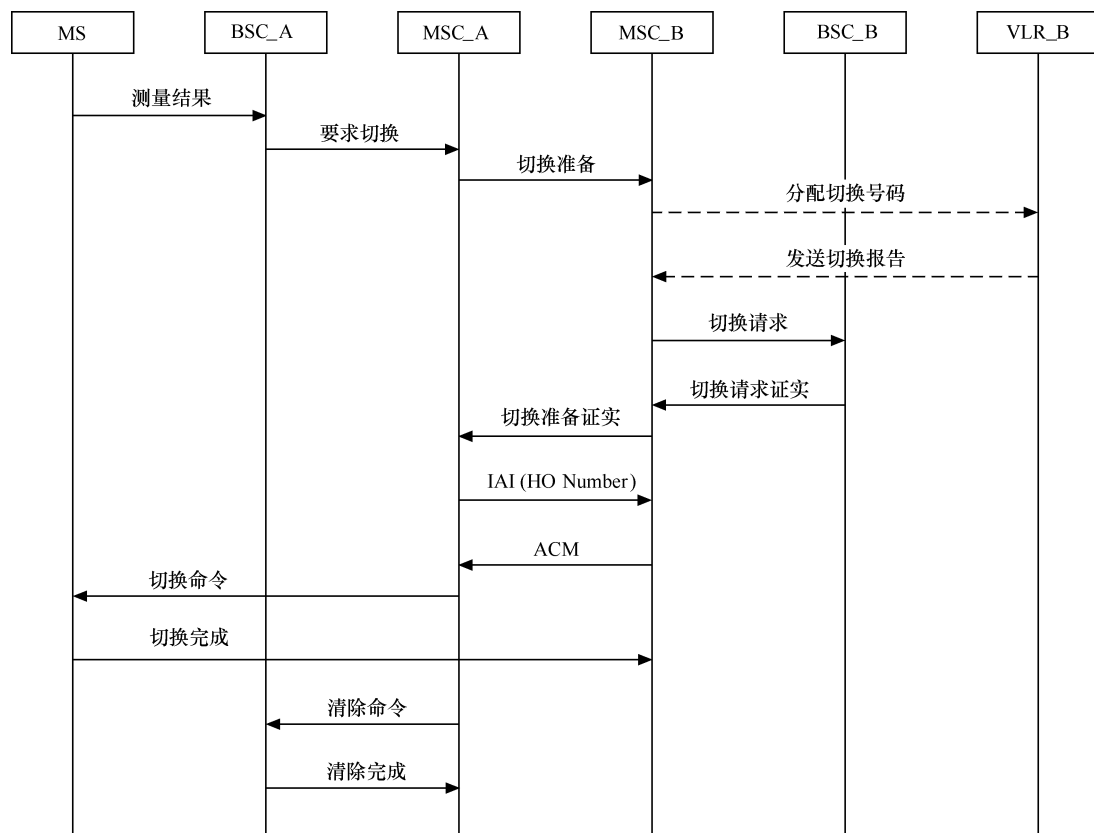 MS
BSC_A
MSC_A
MSC_B
BSC_B
VLR_B
测量结果
要求切换
切换准备
分配切换号码
发送切换报告
切换请求
切换请求证实
切换准备证实
IAI (HO Number)
ACM
切换命令
切换完成
清除命令
清除完成